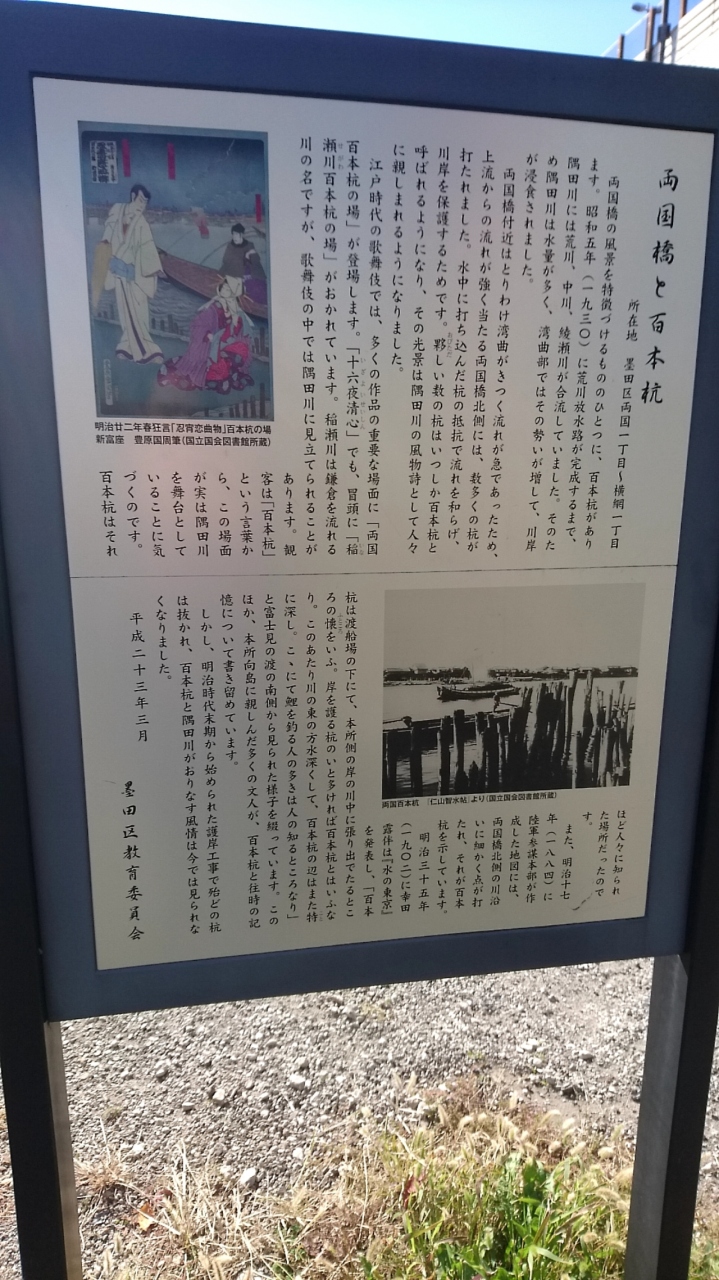 両国橋と百本杭
所在地　墨田区両国一丁目～横網一丁目
両国橋の風景を特徴づけるもののひとつに、百本杭があり
ます。昭和五年（一九三〇）に荒川放水路が完成するまで、
隅田川には荒川、中川、綾瀬川が合流していました。そのた
め隅田川は水量が多く、湾曲部ではその勢いが増して、川岸
が浸食されました。
両国橋付近はとりわけ湾曲がきつく流れが急であったため、
上流からの流れが強く当たる両国橋北側には、数多くの杭が
打たれました。水中に打ち込んだ杭の抵抗で流れを和らげ、
川岸を保護するためです。夥しい数の杭はいつしか百本杭と
呼ばれるようになり、その光景は隅田川の風物詩として人々
に親しまれるようになりました。
江戸時代の歌舞伎では、多くの作品の重要な場面に「両国
百本杭の場」が登場します。「十六夜清心」でも、冒頭に「稲
瀬川百本杭の場」がおかれています。稲瀬川は鎌倉を流れる
川の名ですが、歌舞伎の中では隅田川に見立てられることが
あります。観
客は「百本杭」
という言葉か
ら、この場面
が実は隅田川
を舞台として
いることに気
づくのです。
百本杭はそれ
明治廿二年春狂言「忍宵恋曲物」百本杭の場
新富座　豊原国周筆（国立国会図書館所蔵）
ほど人々に知られ
た場所だったので
す。
また、明治十七
年（一八八四）に
陸軍参謀本部が作
成した地図には、
両国橋北側の川沿
いに細かく点が打
たれ、それが百本
杭を示しています。
明治三十五年
（一九〇二）に幸田
露伴は『水の東京』
を発表し、「百本
杭は渡船場の下にて、本所側の岸の川中に張り出でたるとこ
ろの懐をいふ。岸を護る杭のいと多ければ百本杭とはいふな
り。このあたり川の東の方水深くして、百本杭の辺はまた特
に深し。こゝにて鯉を釣る人の多きは人の知るところなり」
と富士見の渡の南側から見られた様子を綴っています。この
ほか、本所向島に親しんだ多くの文人が、百本杭と往時の記
憶について書き留めています。
しかし、明治時代末期から始められた護岸工事で殆どの杭
は抜かれ、百本杭と隅田川がおりなす風情は今では見られな
くなりました。
平成二十三年三月
墨田区教育委員会
両国百本杭　『仁山智水帖』より（国立国会図書館所蔵）